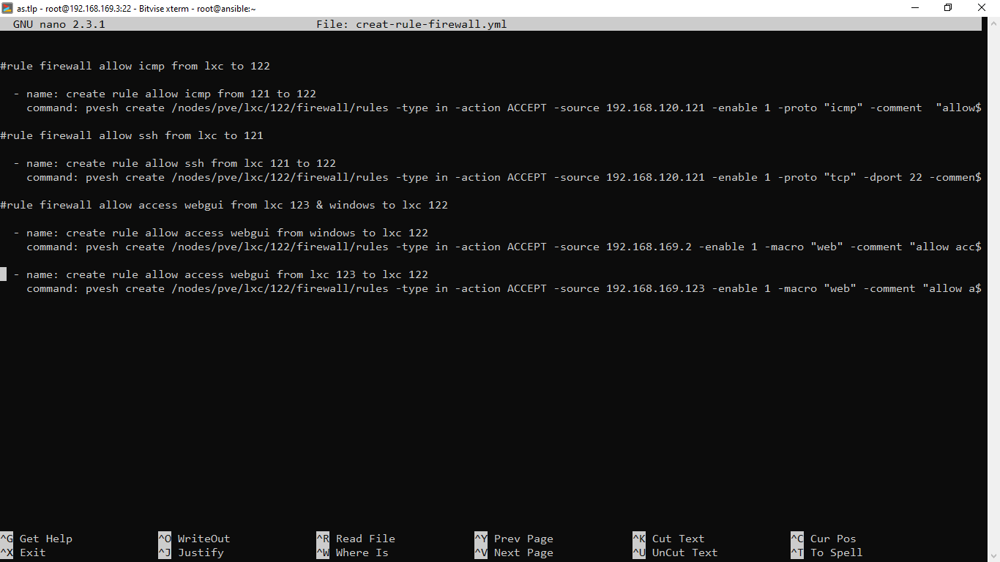 as.tlp - root@192.168.169.3:22 - Bitvise xterm - root@ansible:~
GNU nano 2.3.1 File: creat-rule-firewall.yml
#rule firewall allow icmp from lxc to 122
- name: create rule allow icmp from 121 to 122
command: pvesh create /nodes/pve/lxc/122/firewall/rules -type in -action ACCEPT -source 192.168.120.121 -enable 1 -proto "icmp" -comment  "allow$
#rule firewall allow ssh from lxc to 121
- name: create rule allow ssh from lxc 121 to 122
command: pvesh create /nodes/pve/lxc/122/firewall/rules -type in -action ACCEPT -source 192.168.120.121 -enable 1 -proto "tcp" -dport 22 -commen$
#rule firewall allow access webgui from lxc 123 & windows to lxc 122
- name: create rule allow access webgui from windows to lxc 122
command: pvesh create /nodes/pve/lxc/122/firewall/rules -type in -action ACCEPT -source 192.168.169.2 -enable 1 -macro "web" -comment "allow acc$
- name: create rule allow access webgui from lxc 123 to lxc 122
command: pvesh create /nodes/pve/lxc/122/firewall/rules -type in -action ACCEPT -source 192.168.169.123 -enable 1 -macro "web" -comment "allow a$
^G Get Help ^O WriteOut ^R Read File ^Y Prev Page ^K Cut Text ^C Cur Pos
^X Exit ^J Justify ^W Where Is ^V Next Page ^U UnCut Text ^T To Spell